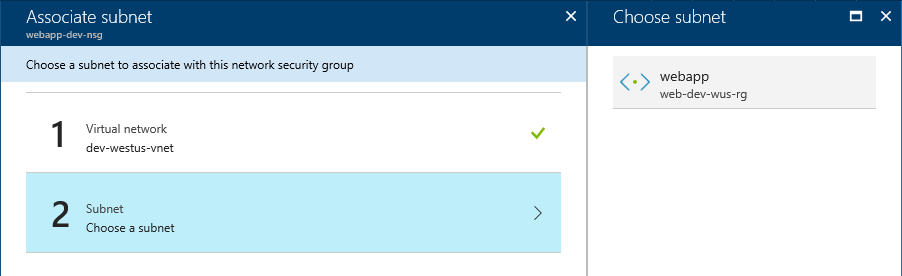 Associate subnet
webapp-dev-nsg
Choose a subnet to associate with this network security group
1
Virtual network
dev-westus-vnet
2
Subnet
Choose a subnet
Choose subnet
webapp
web-dev-wus-rg